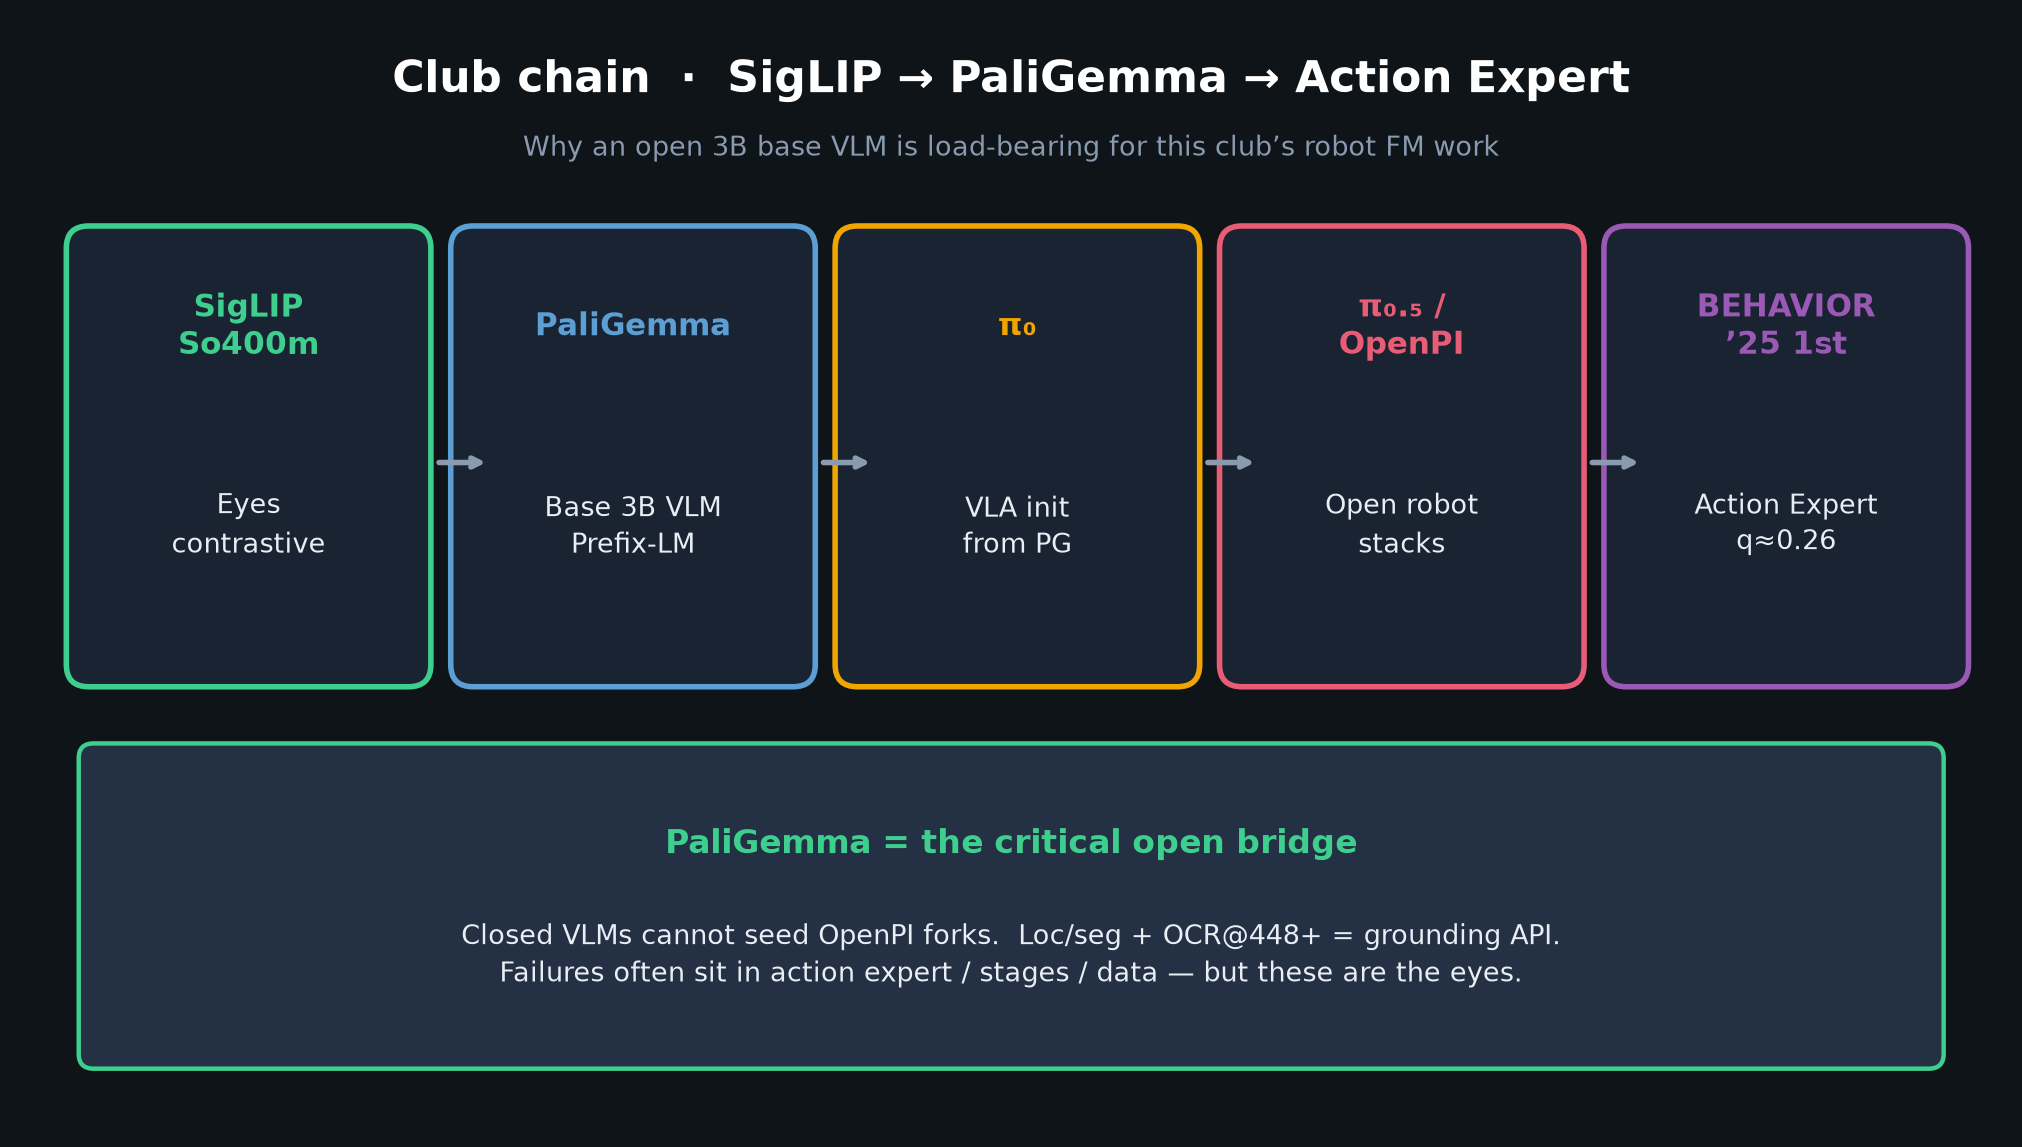 Club chain · SigLIP → PaliGemma → Action Expert
Why an open 3B base VLM is load-bearing for this club’s robot FM work
SigLIP
So400m
Eyes
contrastive
PaliGemma
Base 3B VLM
Prefix-LM
π₀
VLA init
from PG
π₀.₅ /
OpenPI
Open robot
stacks
BEHAVIOR
’25 1st
Action Expert
q≈0.26
PaliGemma = the critical open bridge
Closed VLMs cannot seed OpenPI forks.  Loc/seg + OCR@448+ = grounding API.
Failures often sit in action expert / stages / data — but these are the eyes.